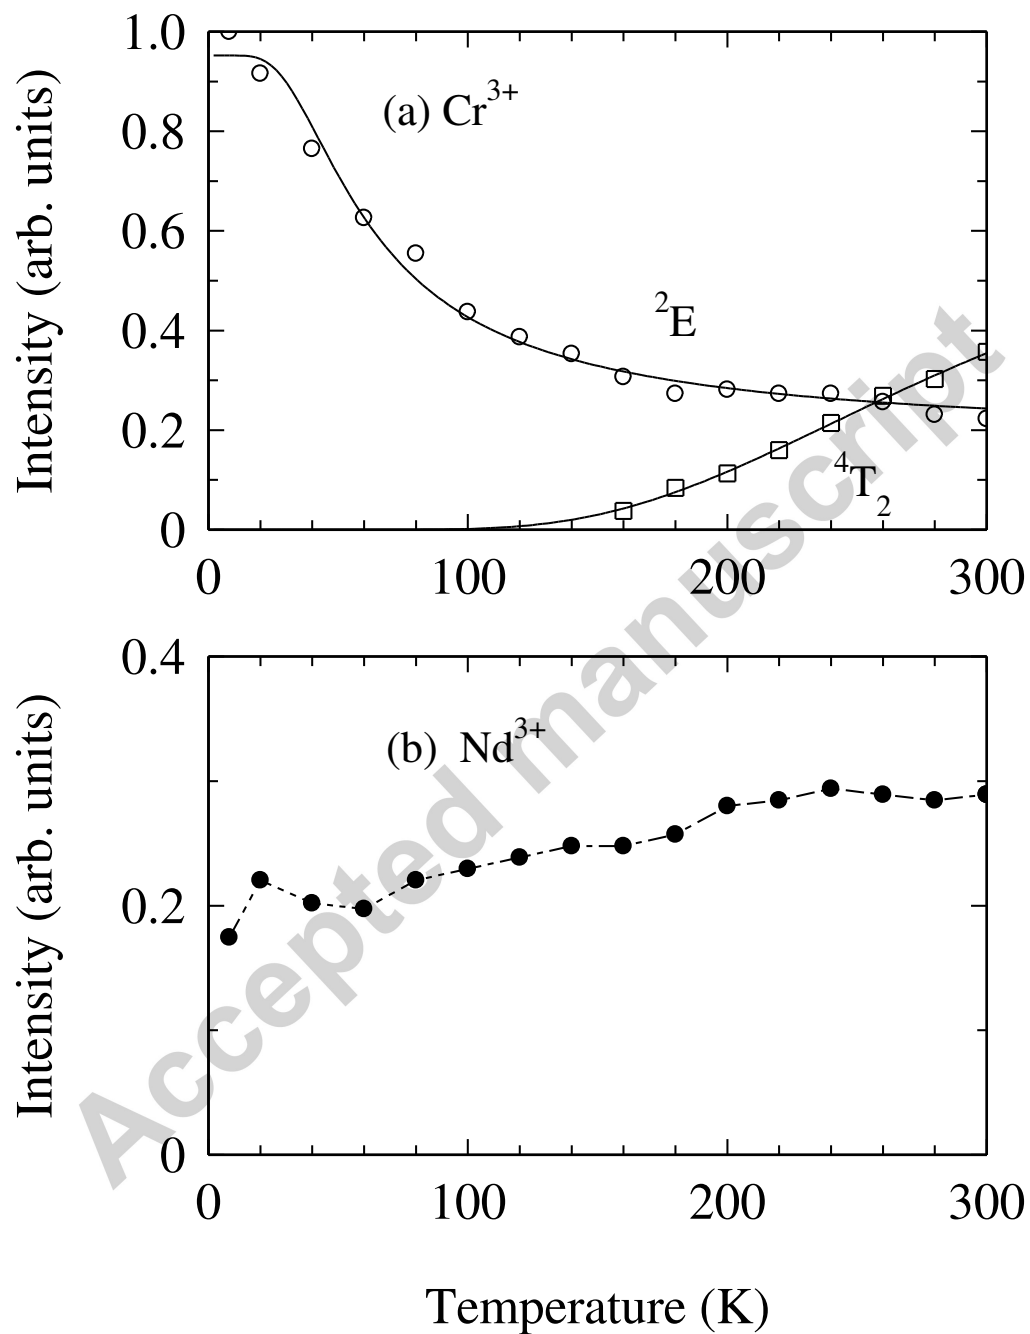 1.0
(a) Cr³⁺
0.8
0.6
²E
0.4
0.2
⁴T₂
0
0 100 200 300
Intensity (arb. units)
0.4
(b) Nd³⁺
0.2
0
0 100 200 300
Intensity (arb. units)
Temperature (K)
Accepted manuscript